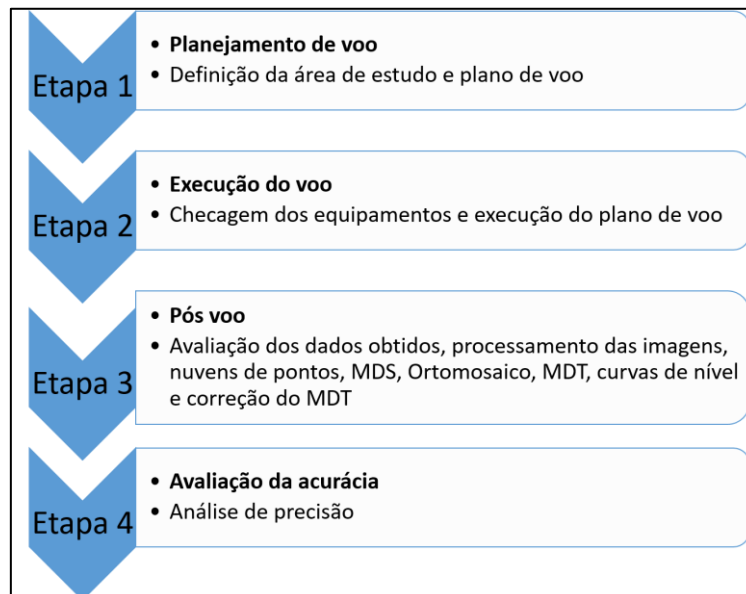 Etapa 1
• Planejamento de voo
• Definição da área de estudo e plano de voo
Etapa 2
• Execução do voo
• Checagem dos equipamentos e execução do plano de voo
Etapa 3
• Pós voo
• Avaliação dos dados obtidos, processamento das imagens,
nuvens de pontos, MDS, Ortomosaico, MDT, curvas de nível
e correção do MDT
Etapa 4
• Avaliação da acurácia
• Análise de precisão